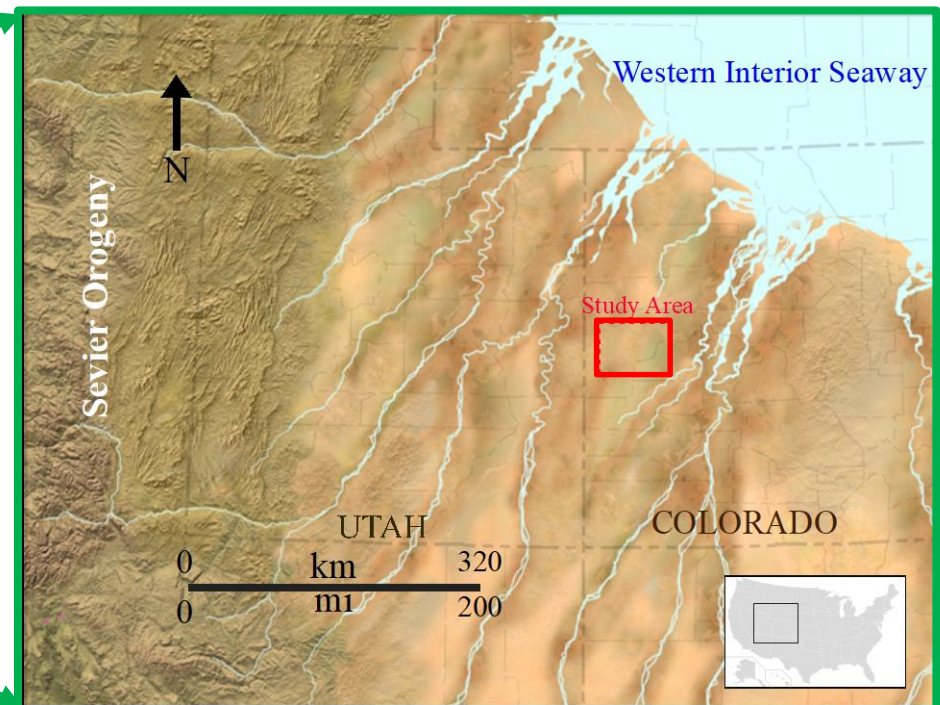 Western Interior Seaway
N
Sevier Orogeny
Study Area
UTAH
COLORADO
0 km 320
0 mi 200